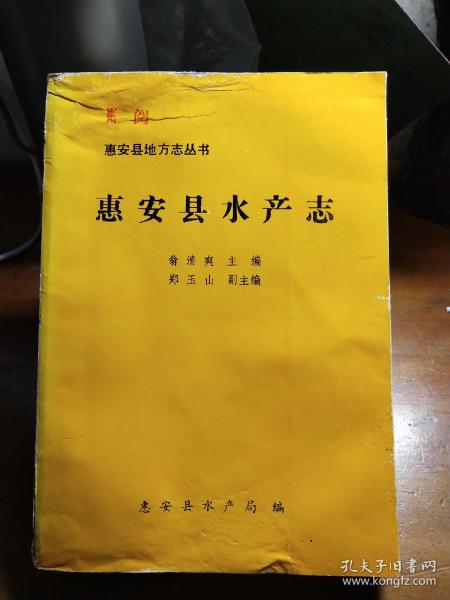 惠安县地方志丛书
惠安县水产志
翁清爽 主编
郑玉山 副主编
惠安县水产局 编
孔夫子旧书网
www.kongfz.com